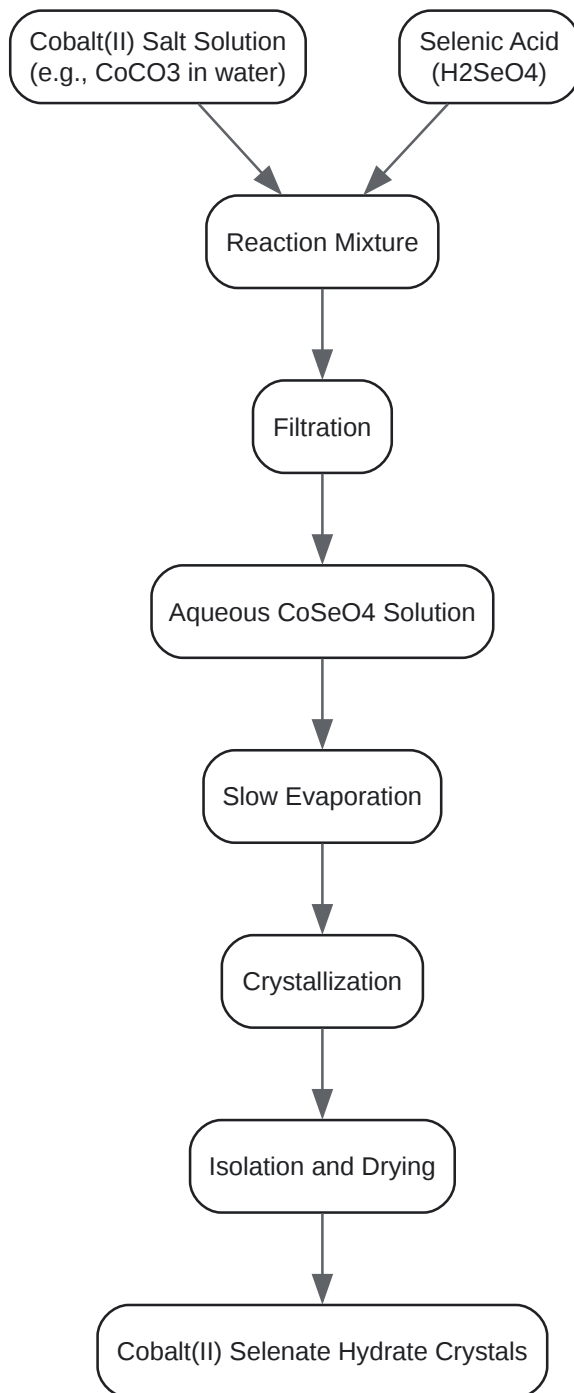 Cobalt(II) Salt Solution
(e.g., CoCO3 in water)
Selenic Acid
(H2SeO4)
Reaction Mixture
Filtration
Aqueous CoSeO4 Solution
Slow Evaporation
Crystallization
Isolation and Drying
Cobalt(II) Selenate Hydrate Crystals